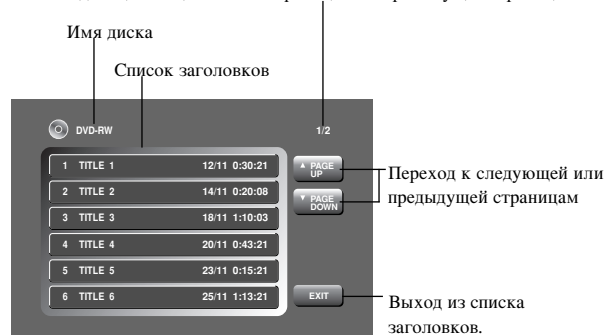 Имя диска
Список заголовков
DVD-RW 1/2
1 TITLE 1 12/11 0:30:21
2 TITLE 2 14/11 0:20:08
3 TITLE 3 18/11 1:10:03
4 TITLE 4 20/11 0:43:21
5 TITLE 5 23/11 0:15:21
6 TITLE 6 25/11 1:13:21
▲ PAGE
UP
▼ PAGE
DOWN
EXIT
Переход к следующей или
предыдущей страницам
Выход из списка
заголовков.